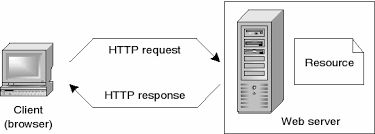 HTTP request
Resource
HTTP response
Client
(browser)
Web server